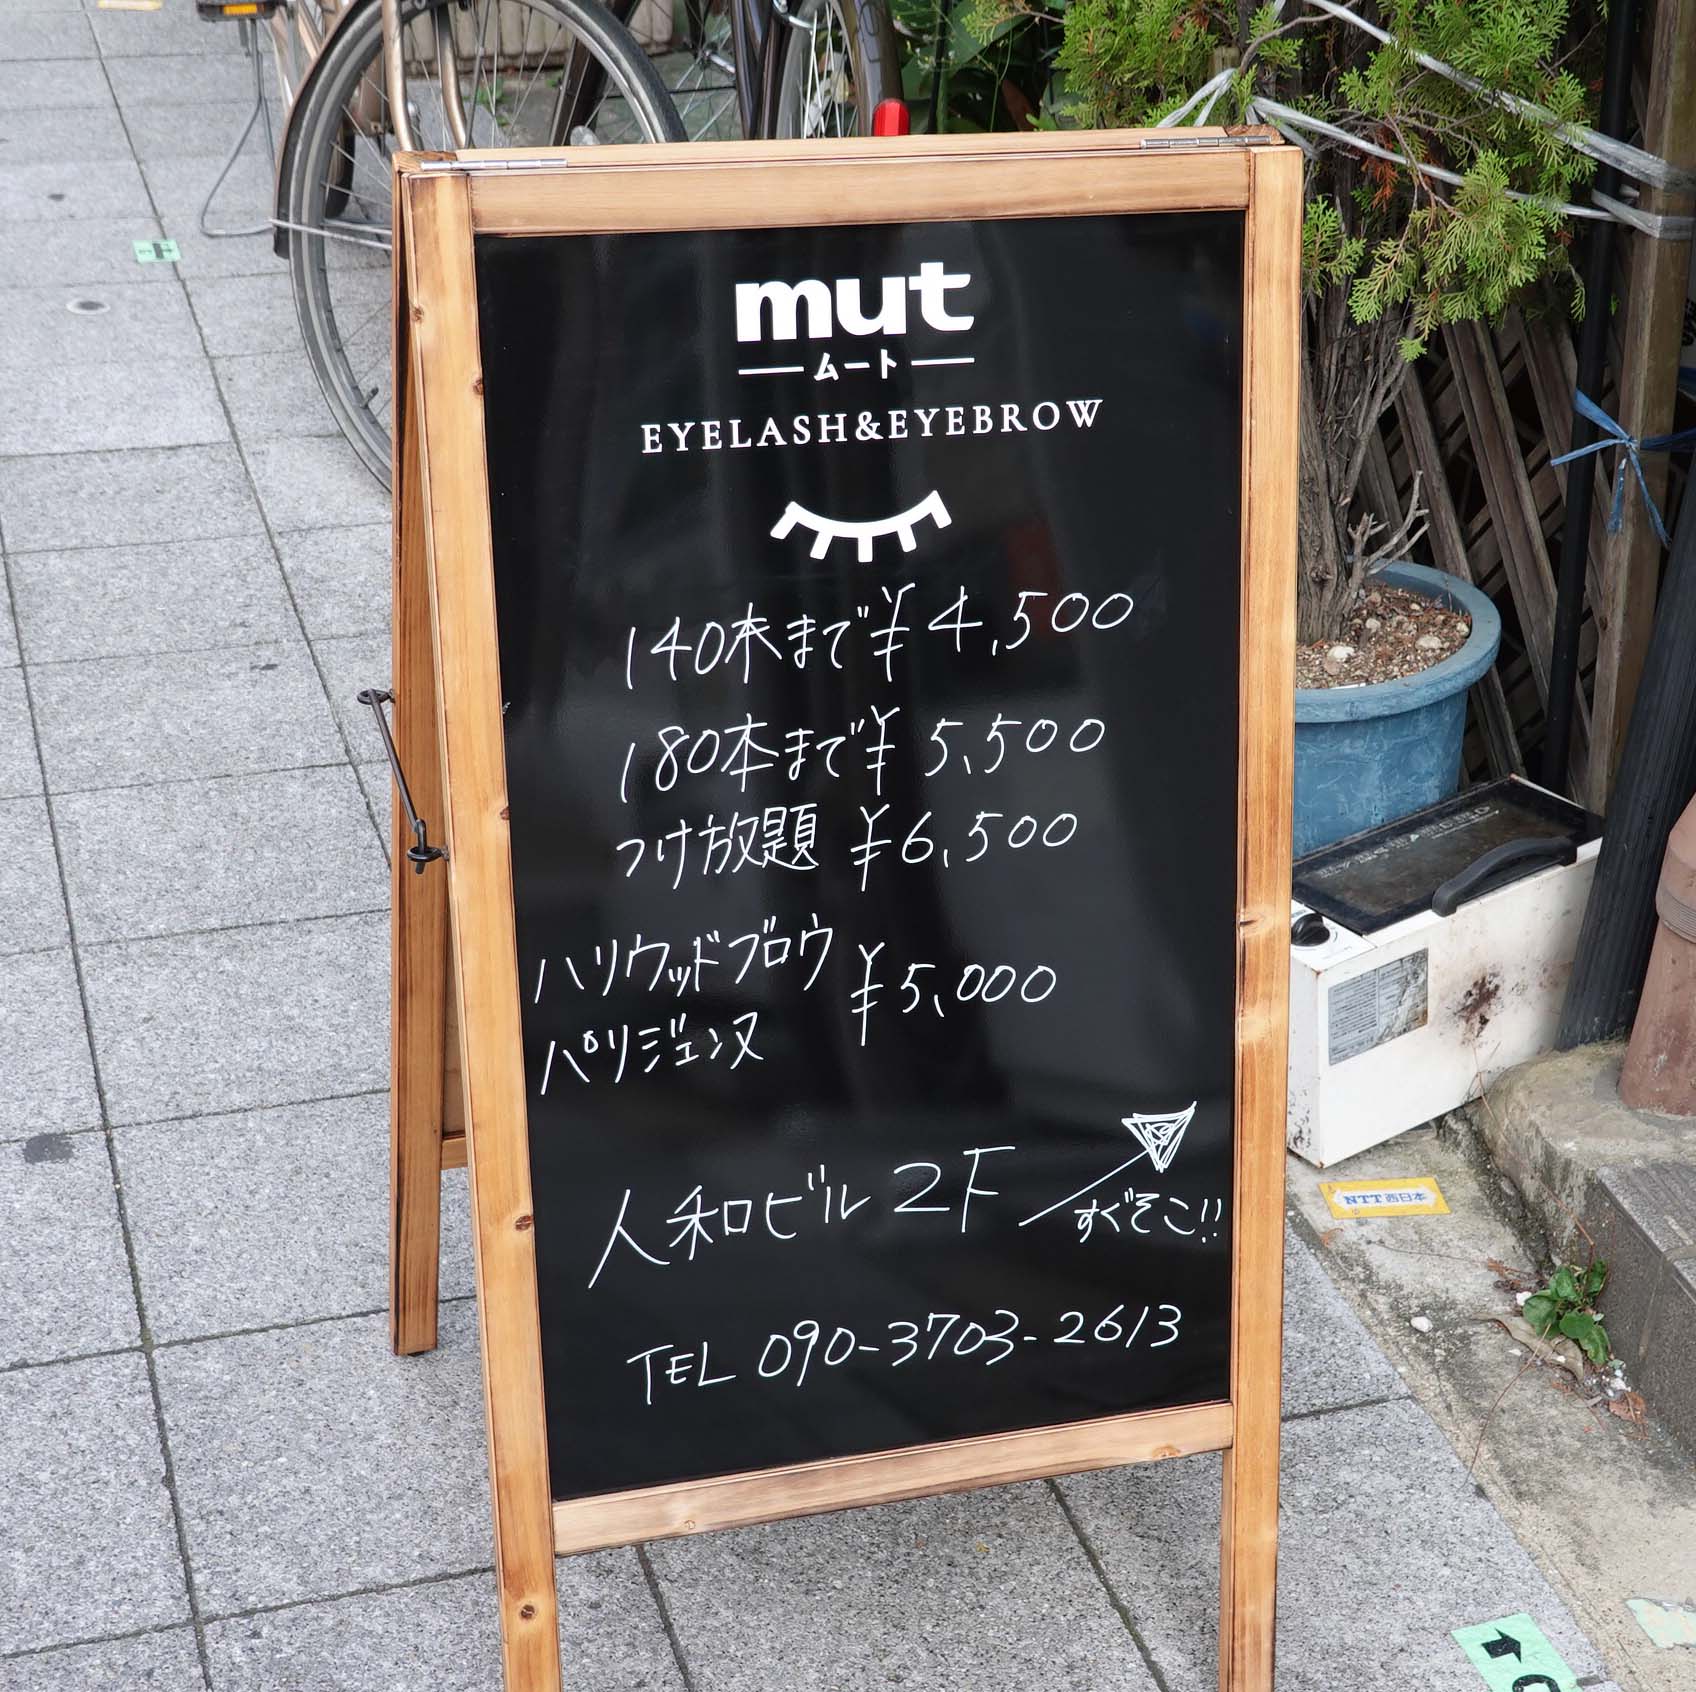 mut
ムート
EYELASH&EYEBROW
140本まで ¥4,500
180本まで ¥5,500
つけ放題 ¥6,500
ハリウッドブロウ
パリジェンヌ ¥5,000
人和ビル 2F
すぐそこ!!
TEL 090-3703-2613
NTT西日本